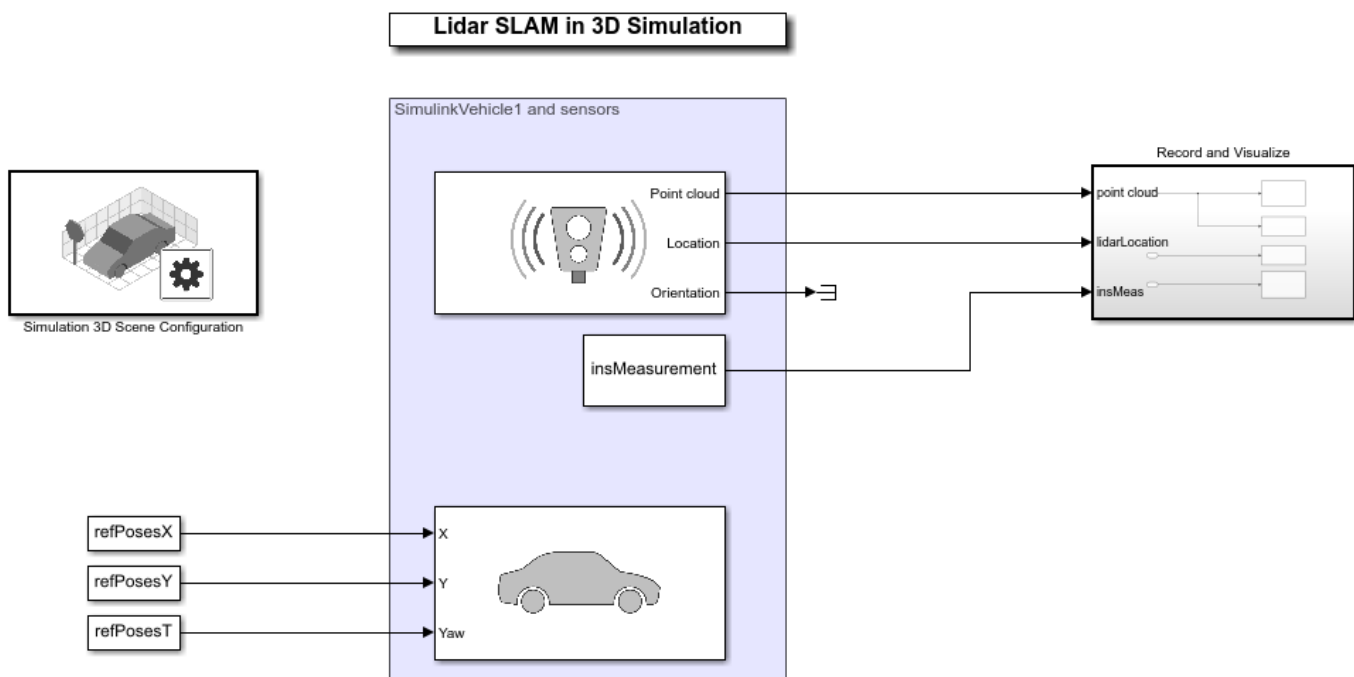 Lidar SLAM in 3D Simulation
SimulinkVehicle1 and sensors
Record and Visualize
Point cloud
Location
Orientation
point cloud
lidarLocation
insMeas
Simulation 3D Scene Configuration
insMeasurement
refPosesX
refPosesY
refPosesT
X
Y
Yaw